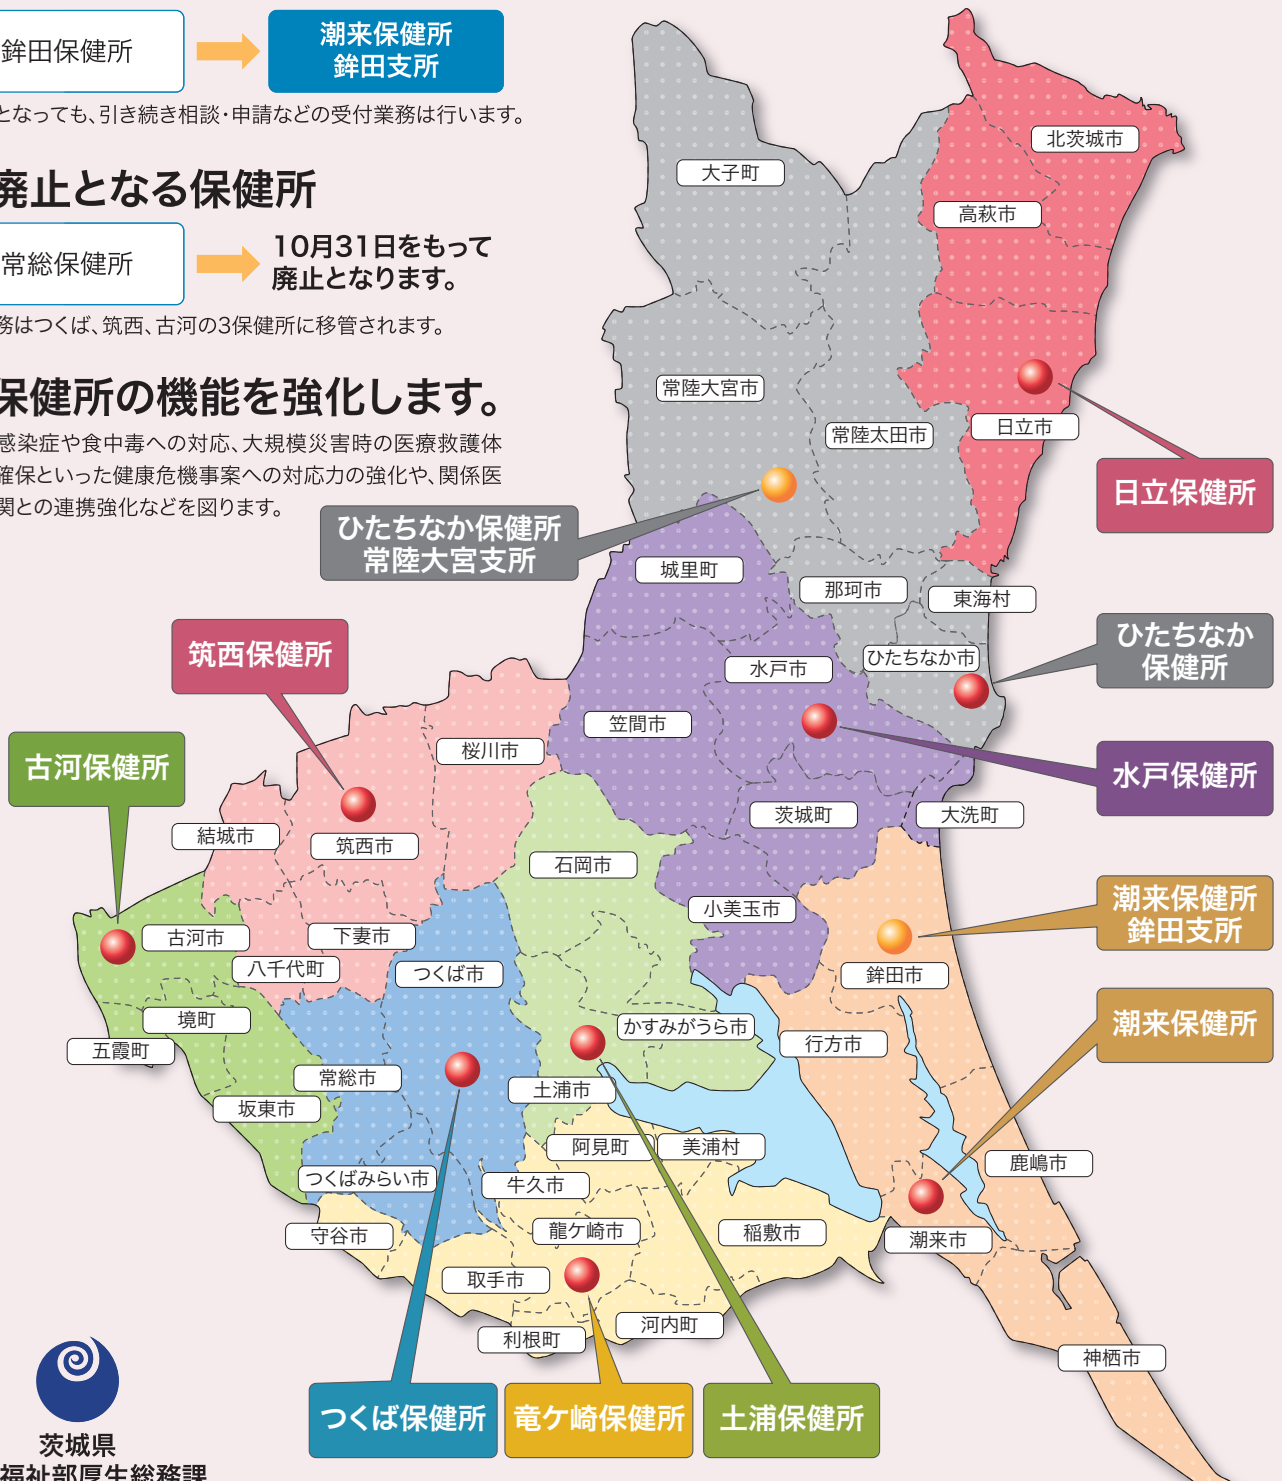 鉾田保健所
潮来保健所
鉾田支所
となっても、引き続き相談・申請などの受付業務は行います。
廃止となる保健所
常総保健所
10月31日をもって
廃止となります。
務はつくば、筑西、古河の3保健所に移管されます。
保健所の機能を強化します。
感染症や食中毒への対応、大規模災害時の医療救護体
確保といった健康危機事案への対応力の強化や、関係医
関との連携強化などを図ります。
北茨城市
大子町
高萩市
常陸大宮市
常陸太田市
日立市
日立保健所
ひたちなか保健所
常陸大宮支所
城里町
那珂市
東海村
ひたちなか
保健所
筑西保健所
水戸市
ひたちなか市
笠間市
桜川市
古河保健所
水戸保健所
茨城町
大洗町
結城市
筑西市
石岡市
小美玉市
潮来保健所
鉾田支所
古河市
下妻市
八千代町
つくば市
鉾田市
境町
かすみがうら市
行方市
潮来保健所
五霞町
常総市
土浦市
坂東市
阿見町
美浦村
つくばみらい市
牛久市
鹿嶋市
守谷市
龍ケ崎市
稲敷市
潮来市
取手市
利根町
河内町
神栖市
つくば保健所
竜ケ崎保健所
土浦保健所
茨城県
福祉部厚生総務課